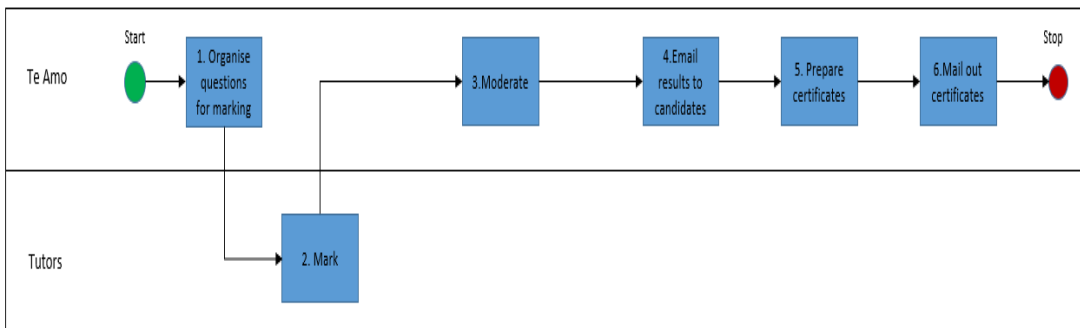 Start
Stop
Te Amo
1. Organise
questions
for marking
3.Moderate
4.Email
results to
candidates
5. Prepare
certificates
6.Mail out
certificates
Tutors
2. Mark